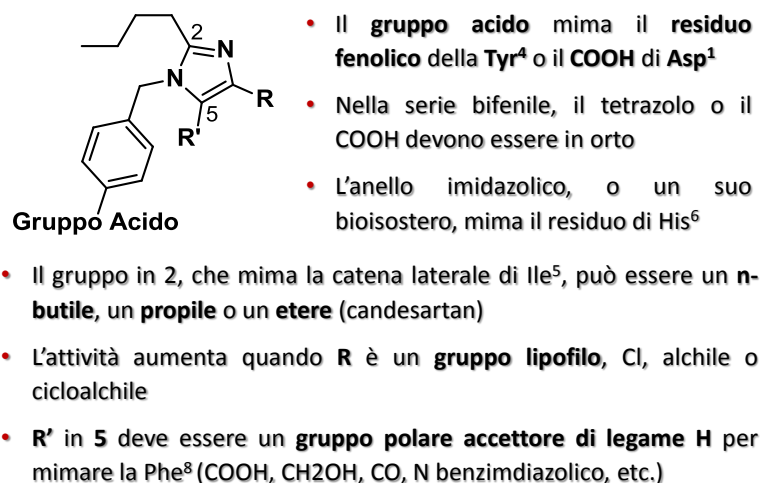 2
N
N
R
5
R'
Gruppo Acido
• Il gruppo acido mima il residuo
fenolico della Tyr⁴ o il COOH di Asp¹
• Nella serie bifenile, il tetrazolo o il
COOH devono essere in orto
• L'anello imidazolico, o un suo
bioisostero, mima il residuo di His⁶
• Il gruppo in 2, che mima la catena laterale di Ile⁵, può essere un n-
butile, un propile o un etere (candesartan)
• L'attività aumenta quando R è un gruppo lipofilo, Cl, alchile o
cicloalchile
• R' in 5 deve essere un gruppo polare accettore di legame H per
mimare la Phe⁸ (COOH, CH2OH, CO, N benzimdiazolico, etc.)